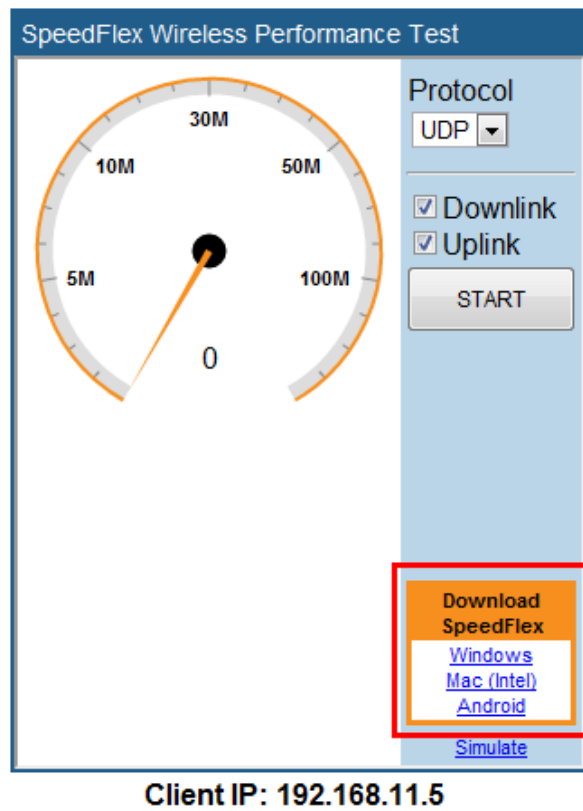 SpeedFlex Wireless Performance Test
30M
10M
50M
5M
100M
0
Protocol
UDP
Downlink
Uplink
START
Download
SpeedFlex
Windows
Mac (Intel)
Android
Simulate
Client IP: 192.168.11.5